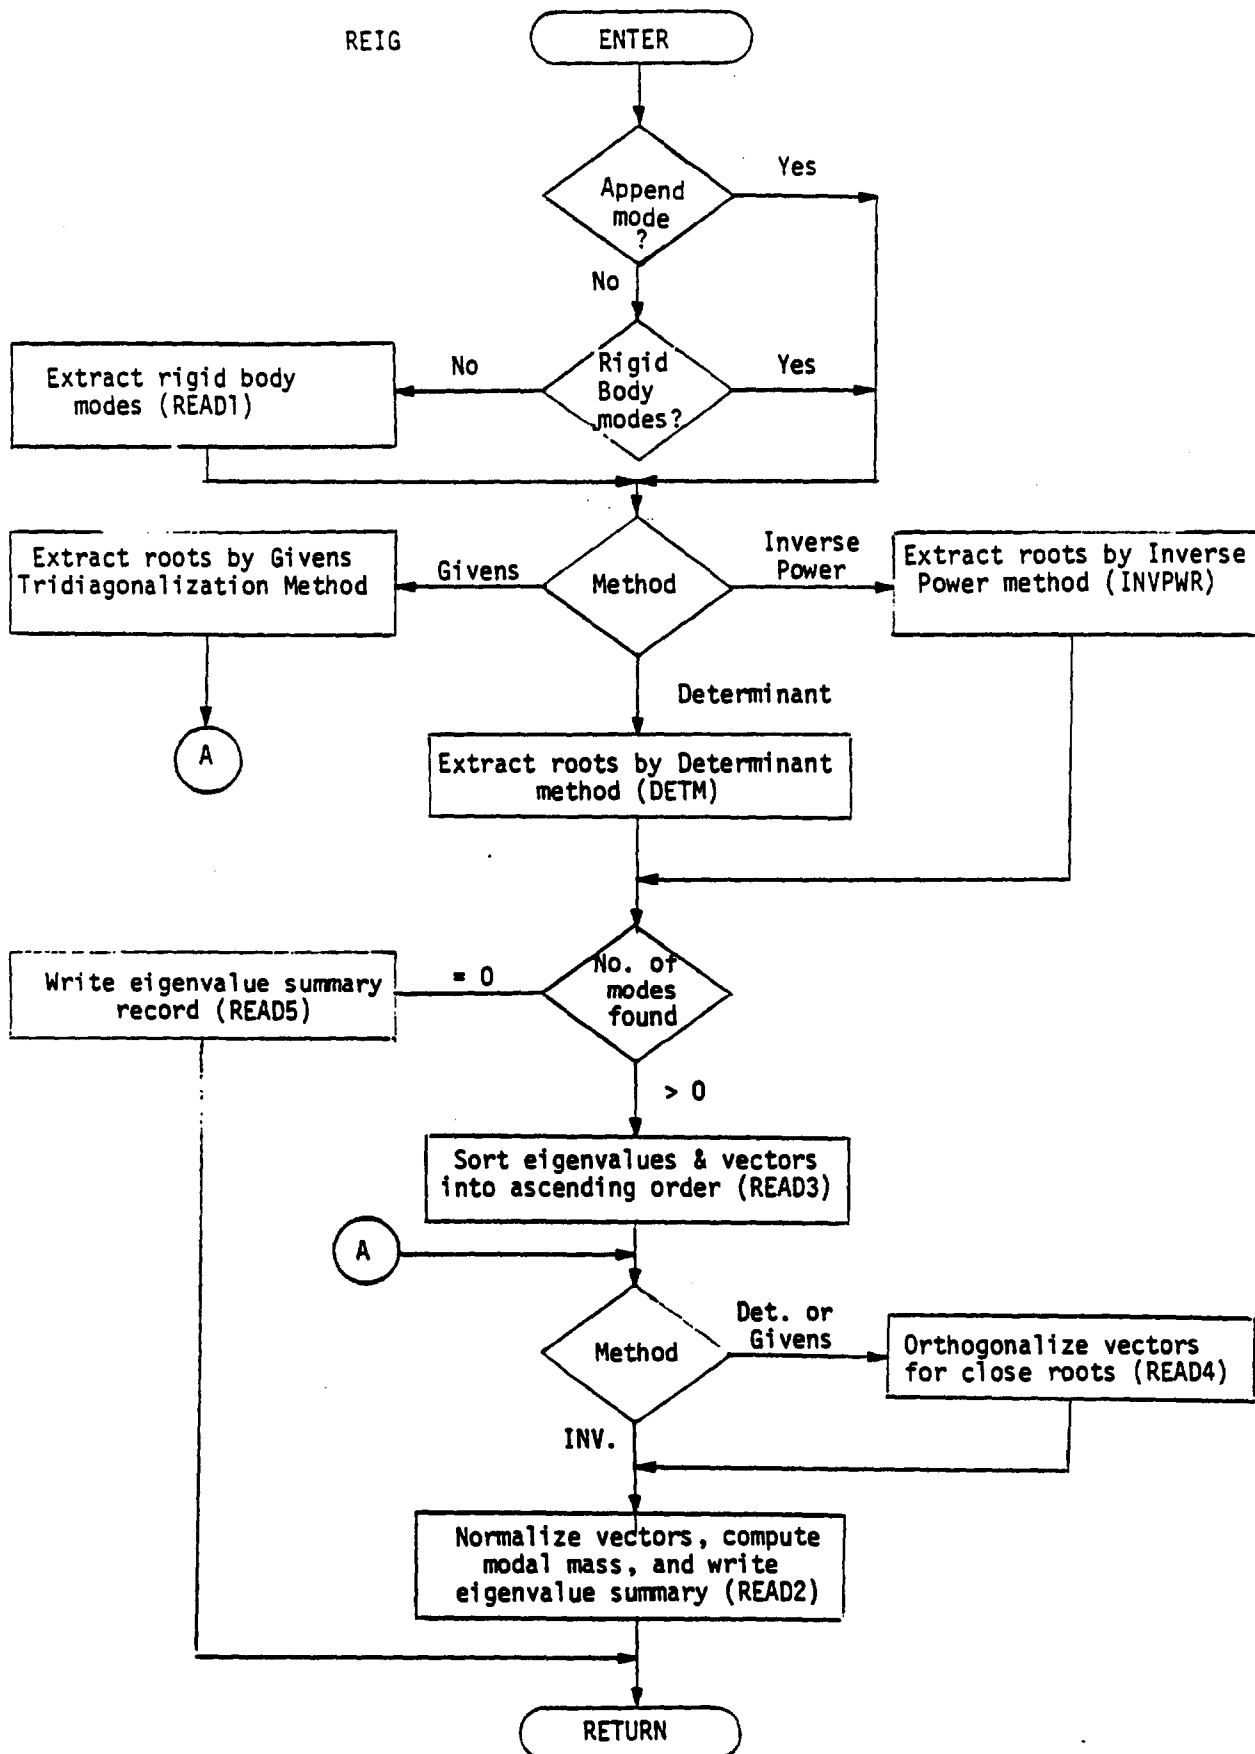 REIG
ENTER
Append
mode
?
Yes
No
Rigid
Body
modes?
No
Yes
Extract rigid body
modes (READ1)
Extract roots by Givens
Tridiagonalization Method
Givens
Method
Inverse
Power
Extract roots by Inverse
Power method (INVPWR)
Determinant
A
Extract roots by Determinant
method (DETM)
Write eigenvalue summary
record (READ5)
= 0
No. of
modes
found
> 0
Sort eigenvalues & vectors
into ascending order (READ3)
A
Method
Det. or
Givens
Orthogonalize vectors
for close roots (READ4)
INV.
Normalize vectors, compute
modal mass, and write
eigenvalue summary (READ2)
RETURN